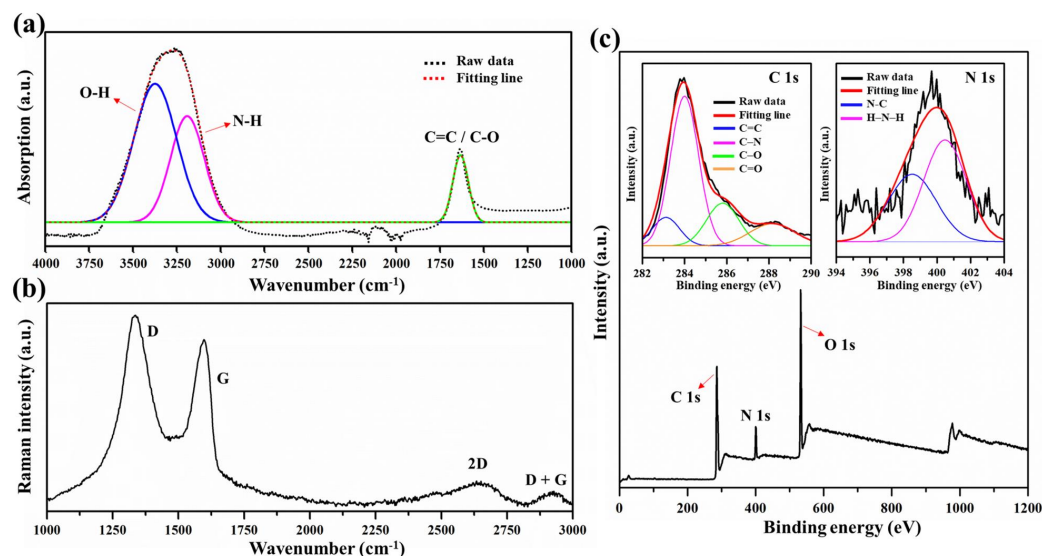 (a)
Absorption (a.u.)
O-H
N-H
Raw data
Fitting line
C=C / C-O
4000 3750 3500 3250 3000 2750 2500 2250 2000 1750 1500 1250 1000
Wavenumber (cm-1)
(b)
Raman intensity (a.u.)
D
G
2D
D + G
1000 1250 1500 1750 2000 2250 2500 2750 3000
Wavenumber (cm-1)
(c)
Intensity (a.u.)
C 1s
Raw data
Fitting line
C=C
C–N
C–O
C=O
Intensity (a.u.)
282 284 286 288 290
Binding energy (eV)
N 1s
Raw data
Fitting line
N–C
H–N–H
Intensity (a.u.)
394 396 398 400 402 404
Binding energy (eV)
C 1s
N 1s
O 1s
0 200 400 600 800 1000 1200
Binding energy (eV)